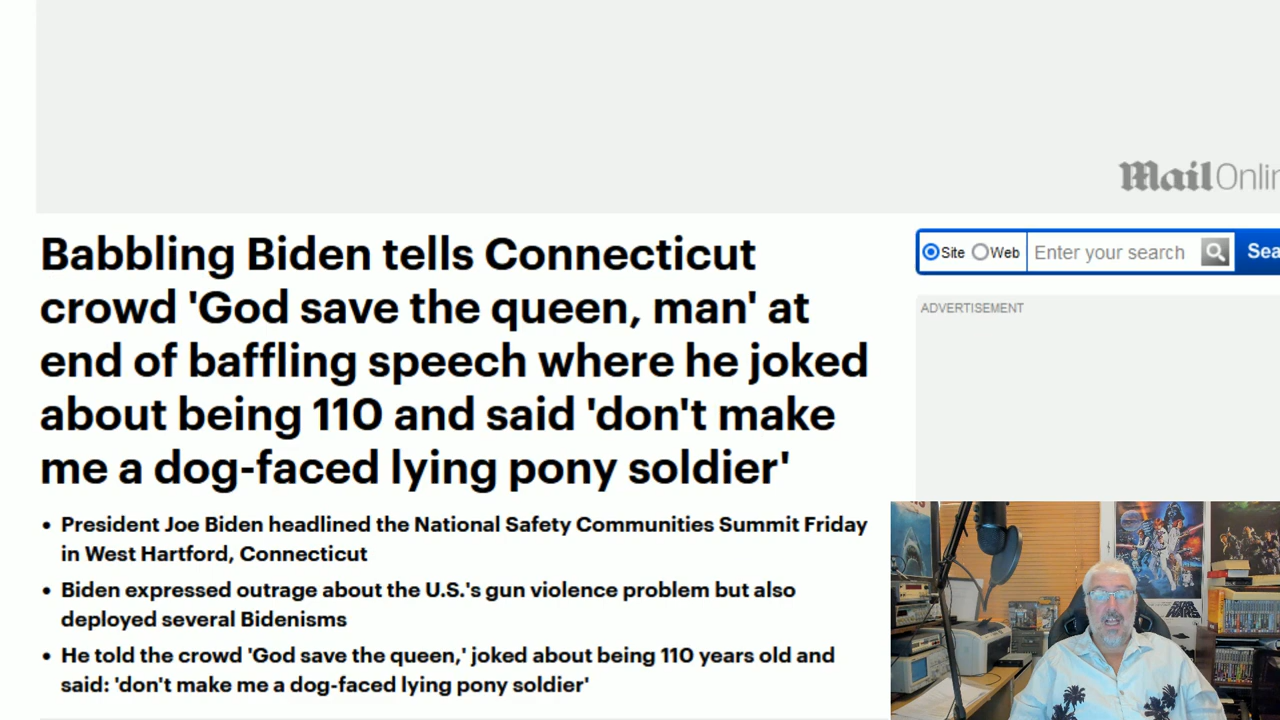 Mail Onlin
Babbling Biden tells Connecticut
crowd 'God save the queen, man' at
end of baffling speech where he joked
about being 110 and said 'don't make
me a dog-faced lying pony soldier'
• President Joe Biden headlined the National Safety Communities Summit Friday
in West Hartford, Connecticut
• Biden expressed outrage about the U.S.'s gun violence problem but also
deployed several Bidenisms
• He told the crowd 'God save the queen,' joked about being 110 years old and
said: 'don't make me a dog-faced lying pony soldier'
Site Web Enter your search Sea
ADVERTISEMENT
STAR
WARS